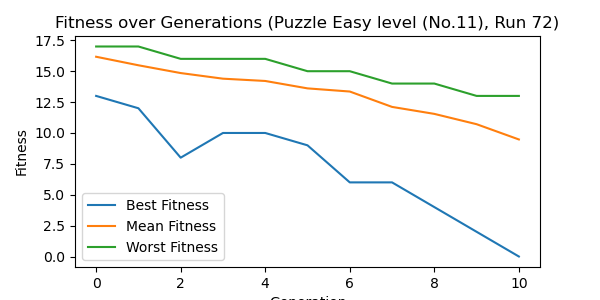 Fitness over Generations (Puzzle Easy level (No.11), Run 72)
17.5
15.0
12.5
10.0
7.5
5.0
2.5
0.0
Fitness
Best Fitness
Mean Fitness
Worst Fitness
0 2 4 6 8 10
Generation